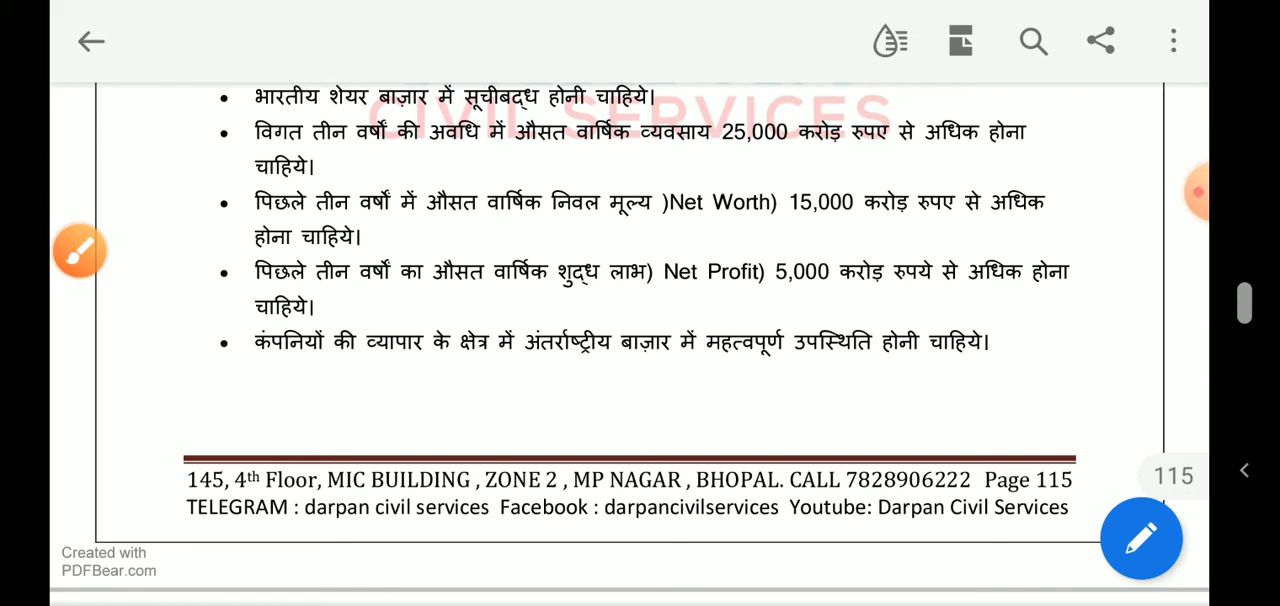 CIVIL SERVICES
• भारतीय शेयर बाज़ार में सूचीबद्ध होनी चाहिये।
• विगत तीन वर्षों की अवधि में औसत वार्षिक व्यवसाय 25,000 करोड़ रुपए से अधिक होना
चाहिये।
• पिछले तीन वर्षों में औसत वार्षिक निवल मूल्य )Net Worth) 15,000 करोड़ रुपए से अधिक
होना चाहिये।
• पिछले तीन वर्षों का औसत वार्षिक शुद्ध लाभ) Net Profit) 5,000 करोड़ रुपये से अधिक होना
चाहिये।
• कंपनियों की व्यापार के क्षेत्र में अंतर्राष्ट्रीय बाज़ार में महत्वपूर्ण उपस्थिति होनी चाहिये।
145, 4th Floor, MIC BUILDING , ZONE 2 , MP NAGAR , BHOPAL. CALL 7828906222 Page 115
115
TELEGRAM : darpan civil services Facebook : darpancivilservices Youtube: Darpan Civil Services
Created with
PDFBear.com